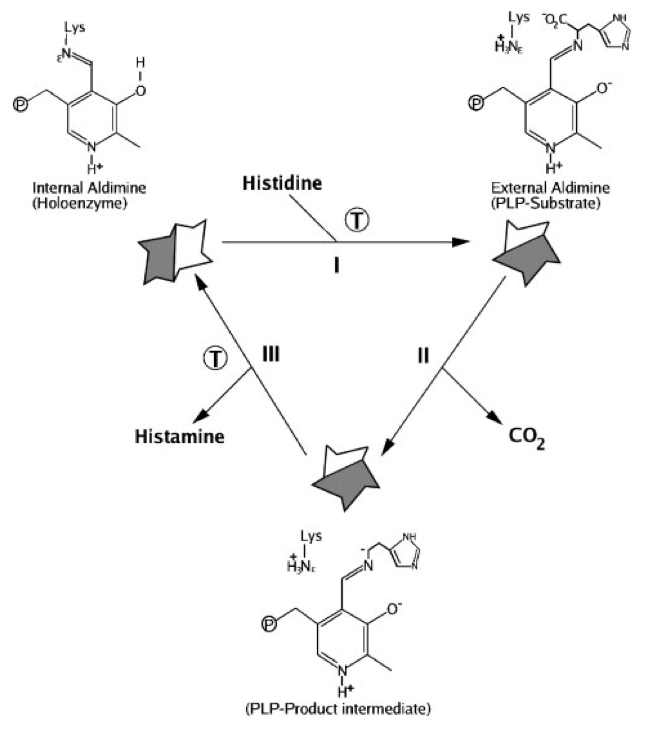 Lys
εN
H
O
P
N
H+
Internal Aldimine
(Holoenzyme)
Lys
+
H3Nε
-O2C
NH
N
N
O-
P
N
H+
External Aldimine
(PLP-Substrate)
Histidine
T
I
T
III
II
Histamine
CO2
Lys
+
H3Nε
-
N
NH
N
O-
P
N
H+
(PLP-Product intermediate)